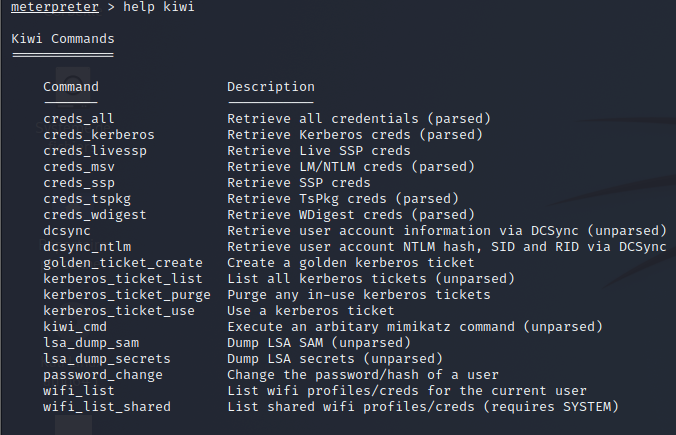 meterpreter > help kiwi
Kiwi Commands
=============
Command Description
------- -----------
creds_all Retrieve all credentials (parsed)
creds_kerberos Retrieve Kerberos creds (parsed)
creds_livessp Retrieve Live SSP creds
creds_msv Retrieve LM/NTLM creds (parsed)
creds_ssp Retrieve SSP creds
creds_tspkg Retrieve TsPkg creds (parsed)
creds_wdigest Retrieve WDigest creds (parsed)
dcsync Retrieve user account information via DCSync (unparsed)
dcsync_ntlm Retrieve user account NTLM hash, SID and RID via DCSync
golden_ticket_create Create a golden kerberos ticket
kerberos_ticket_list List all kerberos tickets (unparsed)
kerberos_ticket_purge Purge any in-use kerberos tickets
kerberos_ticket_use Use a kerberos ticket
kiwi_cmd Execute an arbitary mimikatz command (unparsed)
lsa_dump_sam Dump LSA SAM (unparsed)
lsa_dump_secrets Dump LSA secrets (unparsed)
password_change Change the password/hash of a user
wifi_list List wifi profiles/creds for the current user
wifi_list_shared List shared wifi profiles/creds (requires SYSTEM)